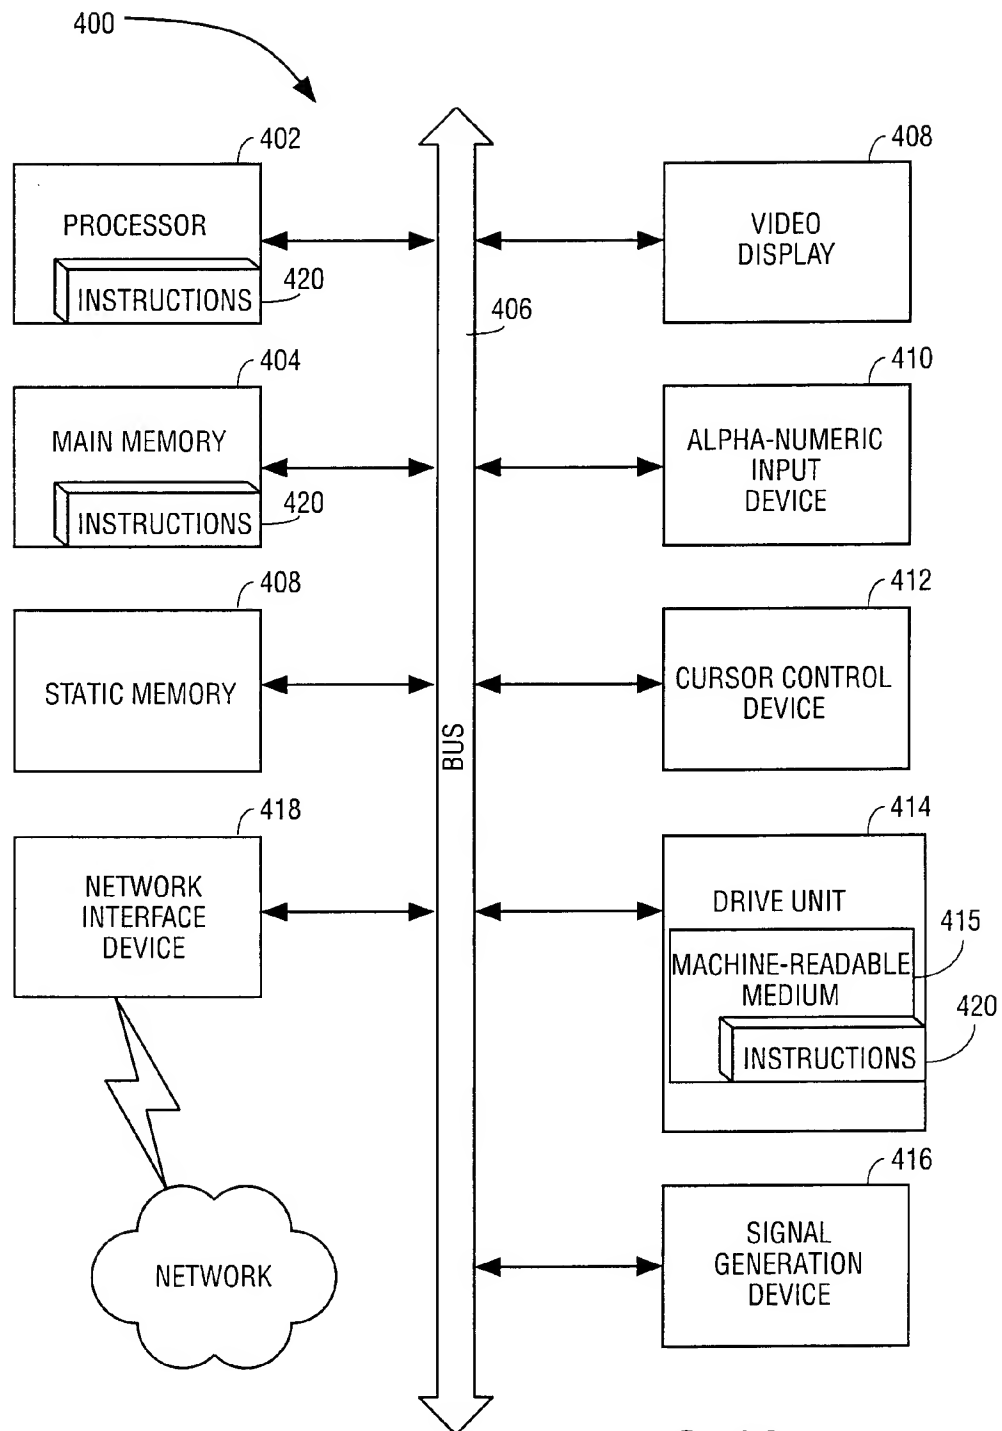 400
402
PROCESSOR
INSTRUCTIONS
420
404
MAIN MEMORY
INSTRUCTIONS
420
408
STATIC MEMORY
418
NETWORK
INTERFACE
DEVICE
NETWORK
406
BUS
408
VIDEO
DISPLAY
410
ALPHA-NUMERIC
INPUT
DEVICE
412
CURSOR CONTROL
DEVICE
414
DRIVE UNIT
415
MACHINE-READABLE
MEDIUM
420
INSTRUCTIONS
416
SIGNAL
GENERATION
DEVICE